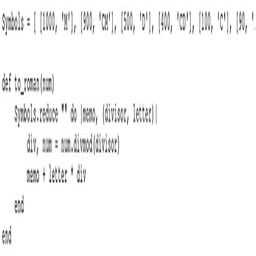 Symbols = [ [1000, 'M'], [900, 'CM'], [500, 'D'], [400, 'CD'], [100, 'C'], [90, '
def to_roman(num)
Symbols.reduce "" do |memo, (divisor, letter)|
div, num = num.divmod(divisor)
memo + letter * div
end
end